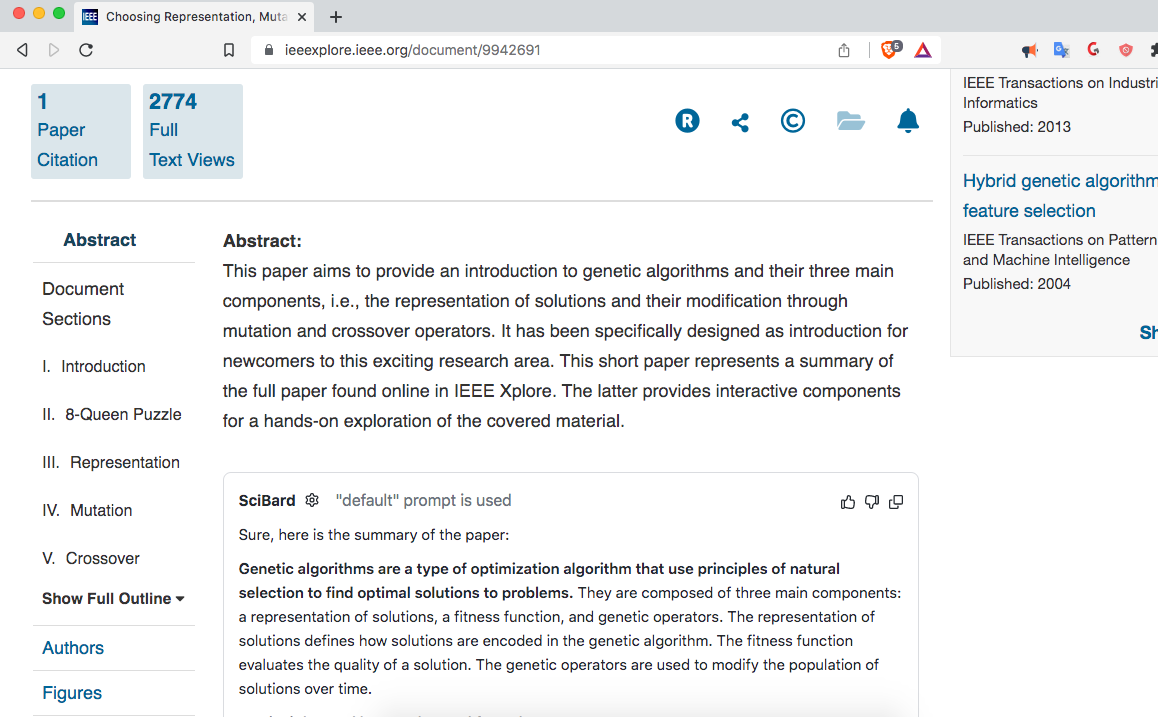 IEEE Choosing Representation, Muta
ieeexplore.ieee.org/document/9942691
5
1
Paper
Citation
2774
Full
Text Views
R
©
Abstract
Document
Sections
I. Introduction
II. 8-Queen Puzzle
III. Representation
IV. Mutation
V. Crossover
Show Full Outline
Authors
Figures
Abstract:
This paper aims to provide an introduction to genetic algorithms and their three main
components, i.e., the representation of solutions and their modification through
mutation and crossover operators. It has been specifically designed as introduction for
newcomers to this exciting research area. This short paper represents a summary of
the full paper found online in IEEE Xplore. The latter provides interactive components
for a hands-on exploration of the covered material.
SciBard "default" prompt is used
Sure, here is the summary of the paper:
Genetic algorithms are a type of optimization algorithm that use principles of natural
selection to find optimal solutions to problems. They are composed of three main components:
a representation of solutions, a fitness function, and genetic operators. The representation of
solutions defines how solutions are encoded in the genetic algorithm. The fitness function
evaluates the quality of a solution. The genetic operators are used to modify the population of
solutions over time.
IEEE Transactions on Industri
Informatics
Published: 2013
Hybrid genetic algorithm
feature selection
IEEE Transactions on Pattern
and Machine Intelligence
Published: 2004
Sh